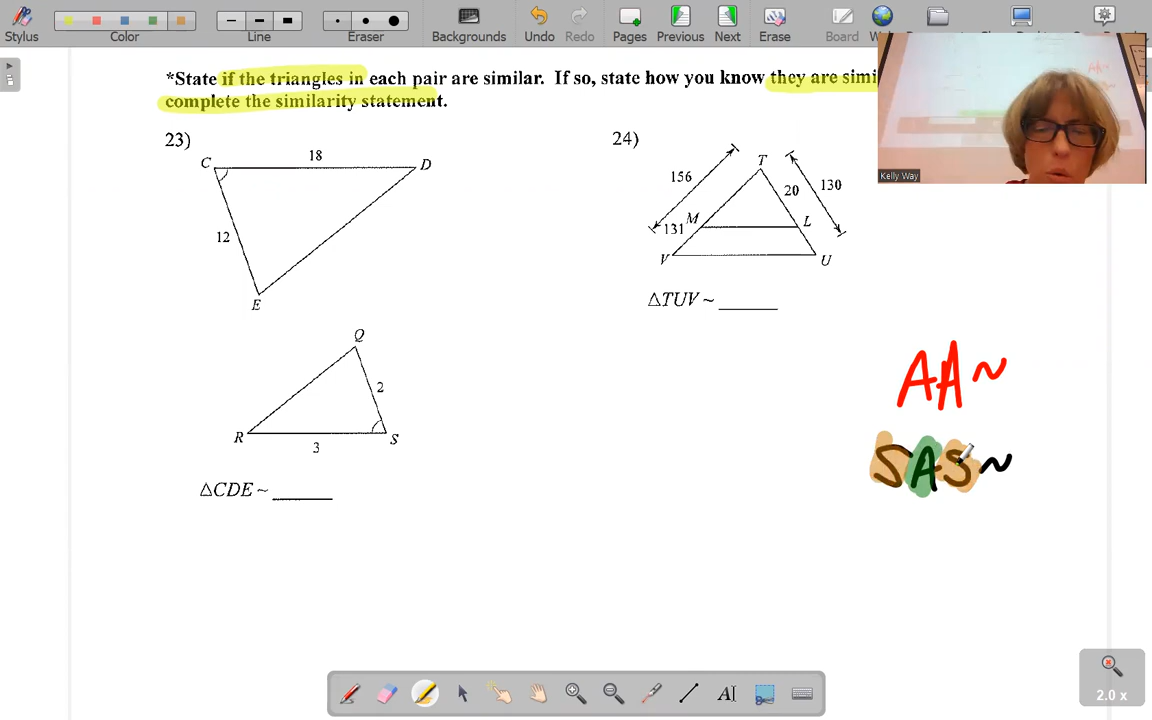 Stylus Color Line Eraser Backgrounds Undo Redo Pages Previous Next Erase Board
*State if the triangles in each pair are similar. If so, state how you know they are simi
complete the similarity statement.
Kelly Way
23)
C 18 D
12
E
Q
2
R 3 S
△CDE ~ ______
24)
T
156 20 130
M L
131
V U
△TUV ~ ______
AA~
SAS~
2.0 x